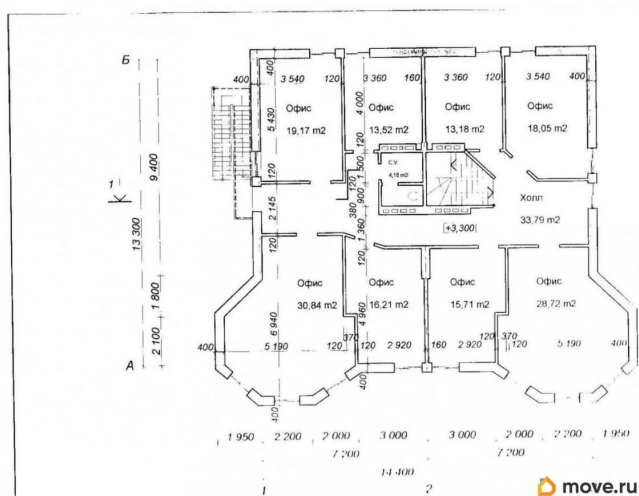 Б
400
400
3 540
120
3 360
160
3 360
120
3 540
400
4 000
Офис
19,17 m2
Офис
13,52 m2
Офис
13,18 m2
Офис
18,05 m2
5 430
9 400
120
120
1 500
С.У.
4,18 m2
1
120
900
Холл
33,79 m2
2 145
380
+3,300
13 300
120
1 360
120
Офис
30,84 m2
Офис
16,21 m2
Офис
15,71 m2
Офис
28,72 m2
1 800
6 940
4 960
2 100
370
120
370
А
400
5 190
120
120
2 920
160
2 920
120
5 190
400
400
400
1 950
2 200
2 000
3 000
3 000
2 000
2 200
1 950
7 200
7 200
14 400
1
2
move.ru